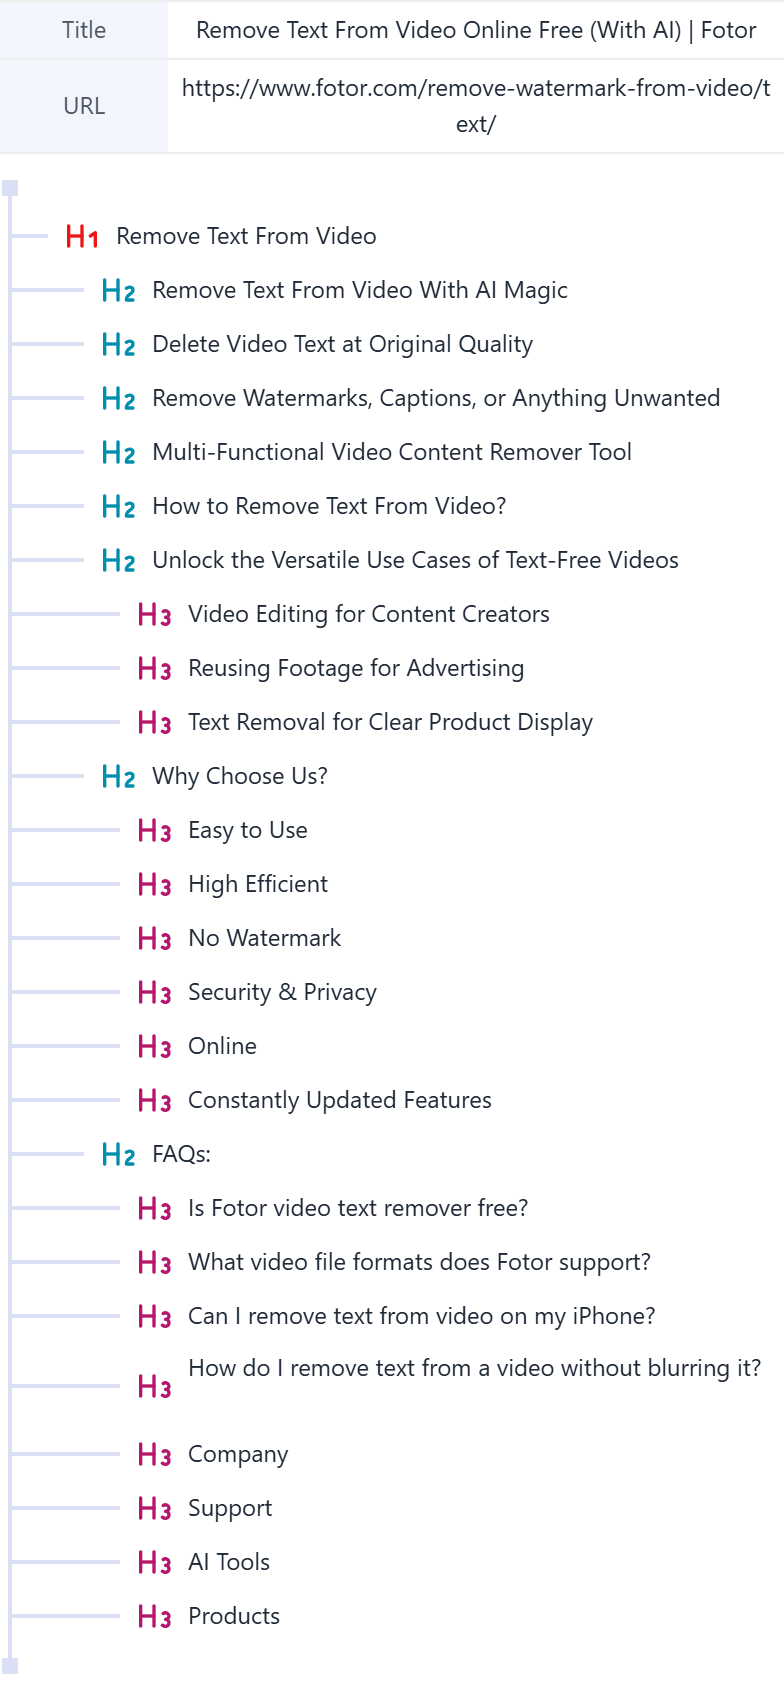 Title
Remove Text From Video Online Free (With AI) | Fotor
URL
https://www.fotor.com/remove-watermark-from-video/t
ext/
H1 Remove Text From Video
H2 Remove Text From Video With AI Magic
H2 Delete Video Text at Original Quality
H2 Remove Watermarks, Captions, or Anything Unwanted
H2 Multi-Functional Video Content Remover Tool
H2 How to Remove Text From Video?
H2 Unlock the Versatile Use Cases of Text-Free Videos
H3 Video Editing for Content Creators
H3 Reusing Footage for Advertising
H3 Text Removal for Clear Product Display
H2 Why Choose Us?
H3 Easy to Use
H3 High Efficient
H3 No Watermark
H3 Security & Privacy
H3 Online
H3 Constantly Updated Features
H2 FAQs:
H3 Is Fotor video text remover free?
H3 What video file formats does Fotor support?
H3 Can I remove text from video on my iPhone?
H3 How do I remove text from a video without blurring it?
H3 Company
H3 Support
H3 AI Tools
H3 Products